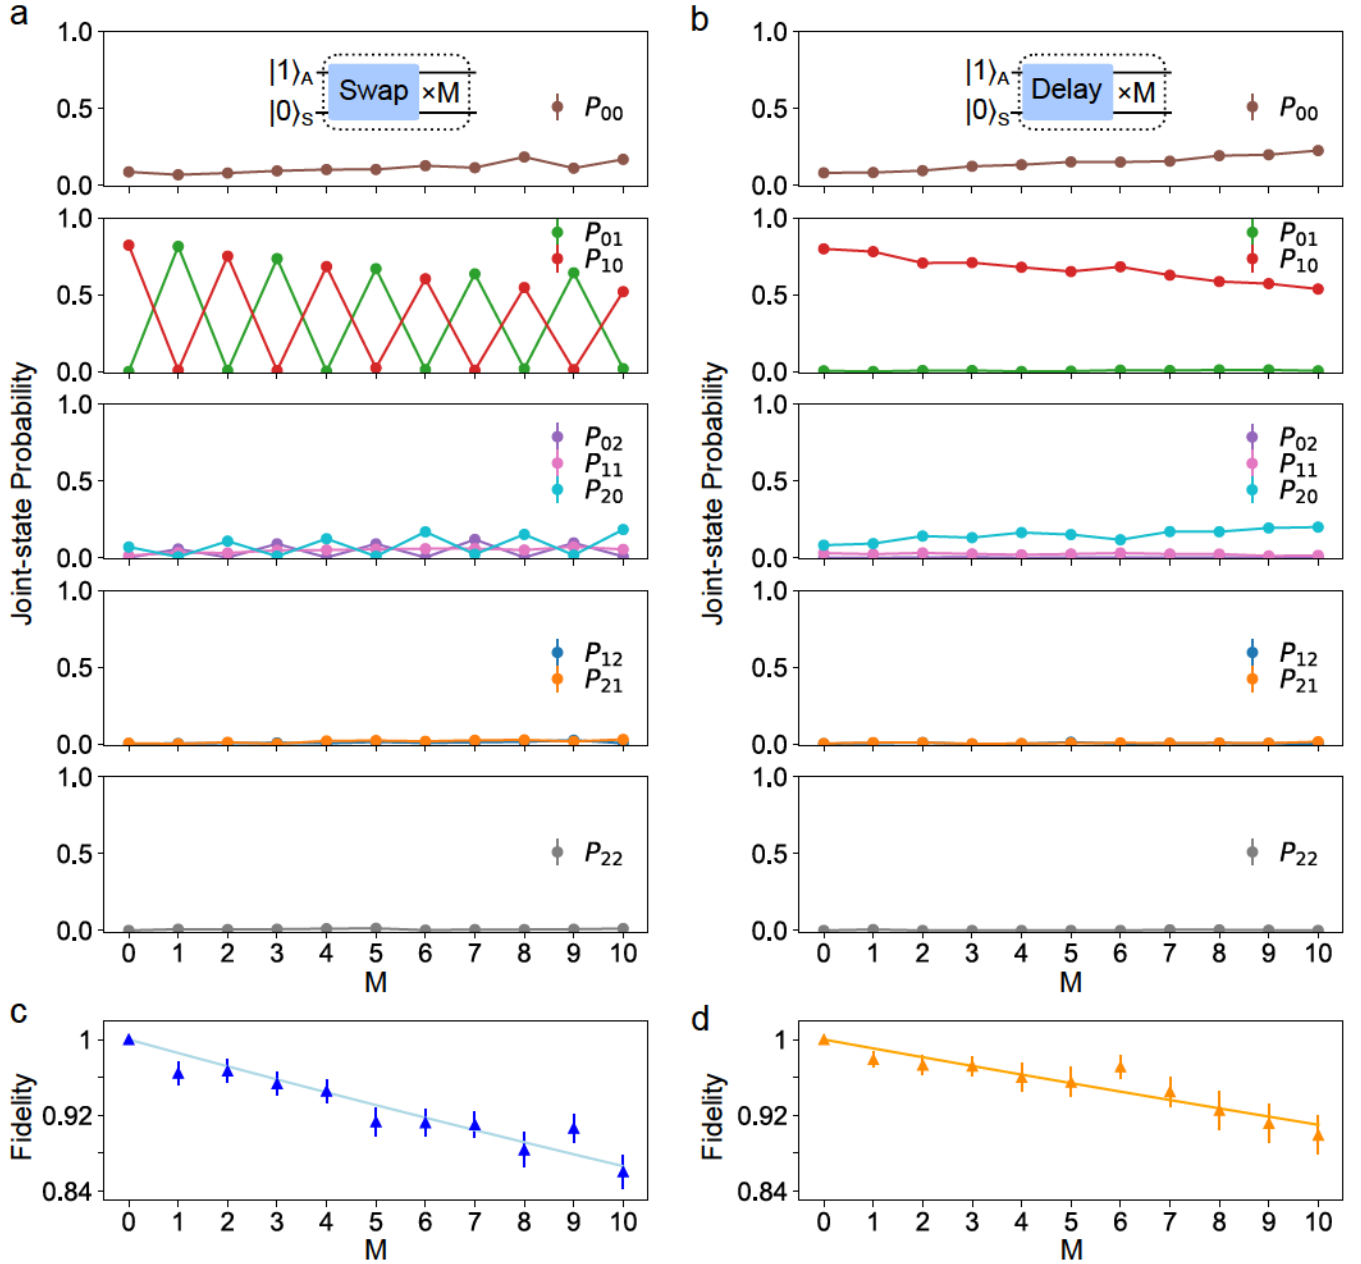 a
1.0
0.5
0.0
|1⟩A
|0⟩S
Swap
×M
P00
1.0
0.5
0.0
P01
P10
1.0
0.5
0.0
P02
P11
P20
1.0
0.5
0.0
P12
P21
1.0
0.5
0.0
P22
0 1 2 3 4 5 6 7 8 9 10
M
Joint-state Probability
b
1.0
0.5
0.0
|1⟩A
|0⟩S
Delay
×M
P00
1.0
0.5
0.0
P01
P10
1.0
0.5
0.0
P02
P11
P20
1.0
0.5
0.0
P12
P21
1.0
0.5
0.0
P22
0 1 2 3 4 5 6 7 8 9 10
M
Joint-state Probability
c
1
0.92
0.84
Fidelity
0 1 2 3 4 5 6 7 8 9 10
M
d
1
0.92
0.84
Fidelity
0 1 2 3 4 5 6 7 8 9 10
M